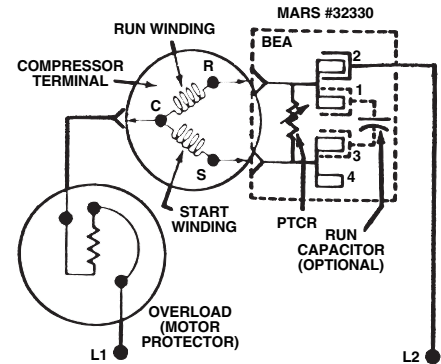 MARS #32330
RUN WINDING
BEA
COMPRESSOR
TERMINAL
R
2
1
C
3
S
4
START
WINDING
PTCR
RUN
CAPACITOR
(OPTIONAL)
OVERLOAD
(MOTOR
PROTECTOR)
L1
L2